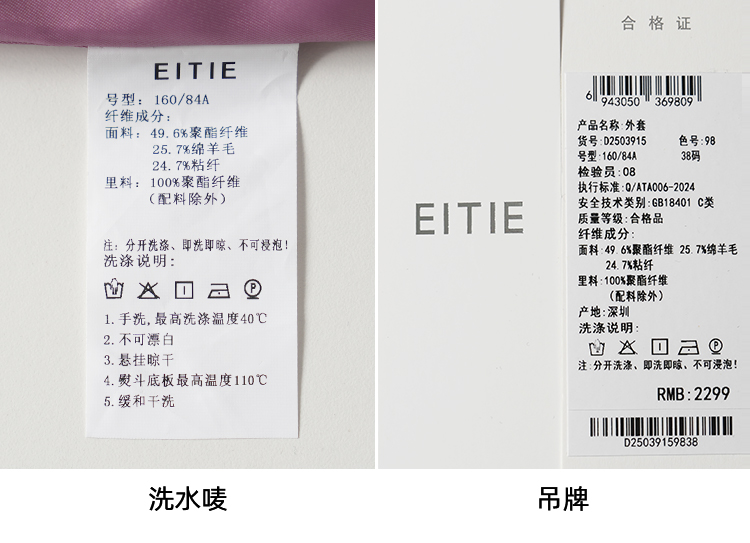 EITIE
号型: 160/84A
纤维成分:
面料: 49.6%聚酯纤维
25.7%绵羊毛
24.7%粘纤
里料: 100%聚酯纤维
(配料除外)
注: 分开洗涤、即洗即晾、不可浸泡!
洗涤说明:
1.手洗,最高洗涤温度40℃
2.不可漂白
3.悬挂晾干
4.熨斗底板最高温度110℃
5.缓和干洗
洗水唛
EITIE
合格证
6 943050 369809
产品名称:外套
货号:D2503915 色号:98
号型:160/84A 38码
检验员:08
执行标准:Q/ATA006-2024
安全技术类别:GB18401 C类
质量等级:合格品
纤维成分:
面料:49.6%聚酯纤维 25.7%绵羊毛
24.7%粘纤
里料:100%聚酯纤维
(配料除外)
产地:深圳
洗涤说明:
注:分开洗涤、即洗即晾、不可浸泡!
RMB:2299
D25039159838
吊牌